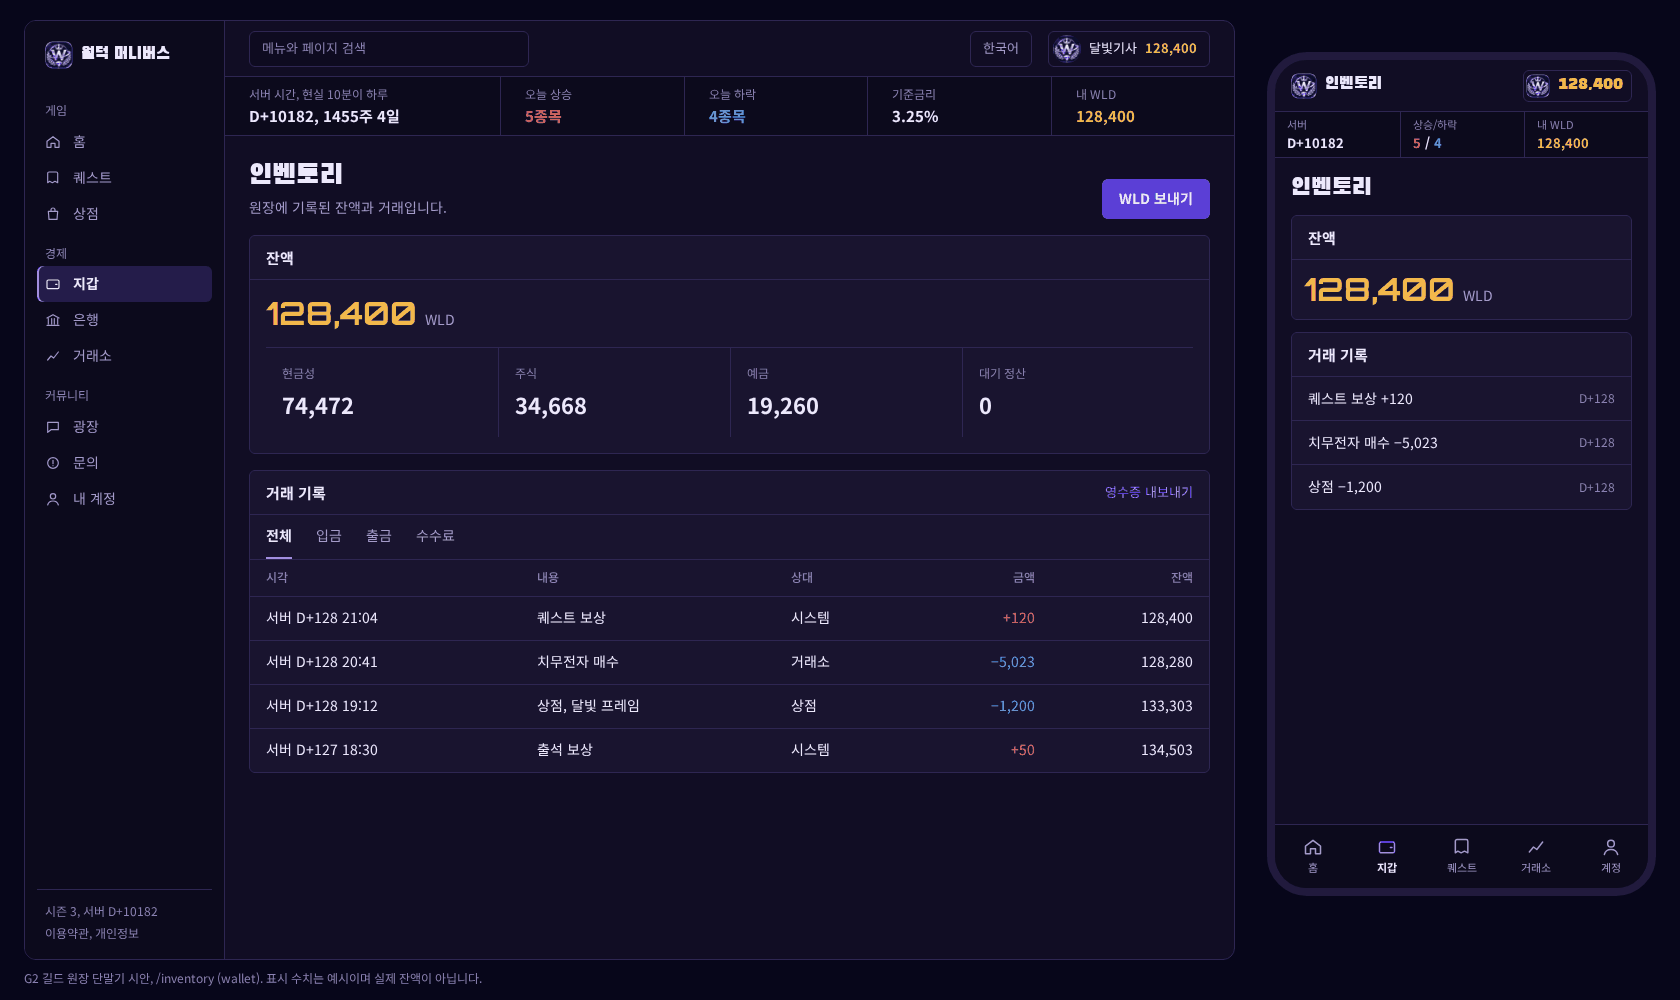 월덕 머니버스
게임
홈
퀘스트
상점
경제
지갑
은행
거래소
커뮤니티
광장
문의
내 계정
시즌 3, 서버 D+10182
이용약관, 개인정보
메뉴와 페이지 검색
한국어
달빛기사 128,400
서버 시간, 현실 10분이 하루
D+10182, 1455주 4일
오늘 상승
5종목
오늘 하락
4종목
기준금리
3.25%
내 WLD
128,400
인벤토리
원장에 기록된 잔액과 거래입니다.
WLD 보내기
잔액
128,400 WLD
현금성
74,472
주식
34,668
예금
19,260
대기 정산
0
거래 기록
영수증 내보내기
전체 입금 출금 수수료
시각 내용 상대 금액 잔액
서버 D+128 21:04 퀘스트 보상 시스템 +120 128,400
서버 D+128 20:41 치무전자 매수 거래소 −5,023 128,280
서버 D+128 19:12 상점, 달빛 프레임 상점 −1,200 133,303
서버 D+127 18:30 출석 보상 시스템 +50 134,503
인벤토리
128,400
서버
D+10182
상승/하락
5 / 4
내 WLD
128,400
인벤토리
잔액
128,400 WLD
거래 기록
퀘스트 보상 +120 D+128
치무전자 매수 −5,023 D+128
상점 −1,200 D+128
홈 지갑 퀘스트 거래소 계정
G2 길드 원장 단말기 시안, /inventory (wallet). 표시 수치는 예시이며 실제 잔액이 아닙니다.